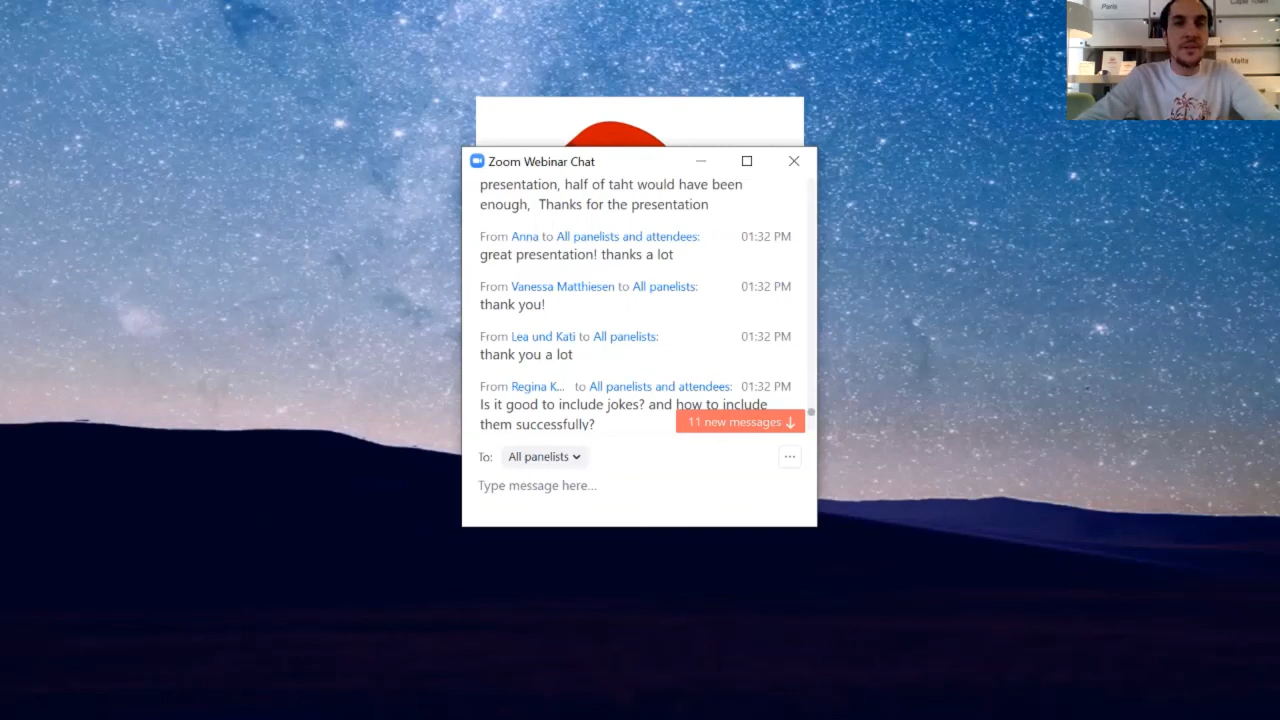 Paris
Cape Town
Malta
Zoom Webinar Chat
presentation, half of taht would have been
enough,  Thanks for the presentation
From Anna to All panelists and attendees: 01:32 PM
great presentation! thanks a lot
From Vanessa Matthiesen to All panelists: 01:32 PM
thank you!
From Lea und Kati to All panelists: 01:32 PM
thank you a lot
From Regina K... to All panelists and attendees: 01:32 PM
Is it good to include jokes? and how to include
them successfully?
11 new messages
To: All panelists
Type message here...